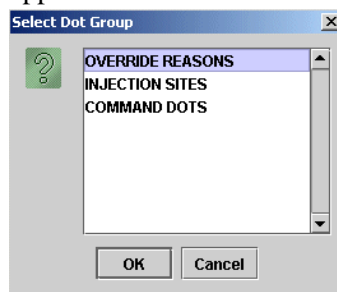 Select Dot Group
OVERRIDE REASONS
INJECTION SITES
COMMAND DOTS
OK Cancel